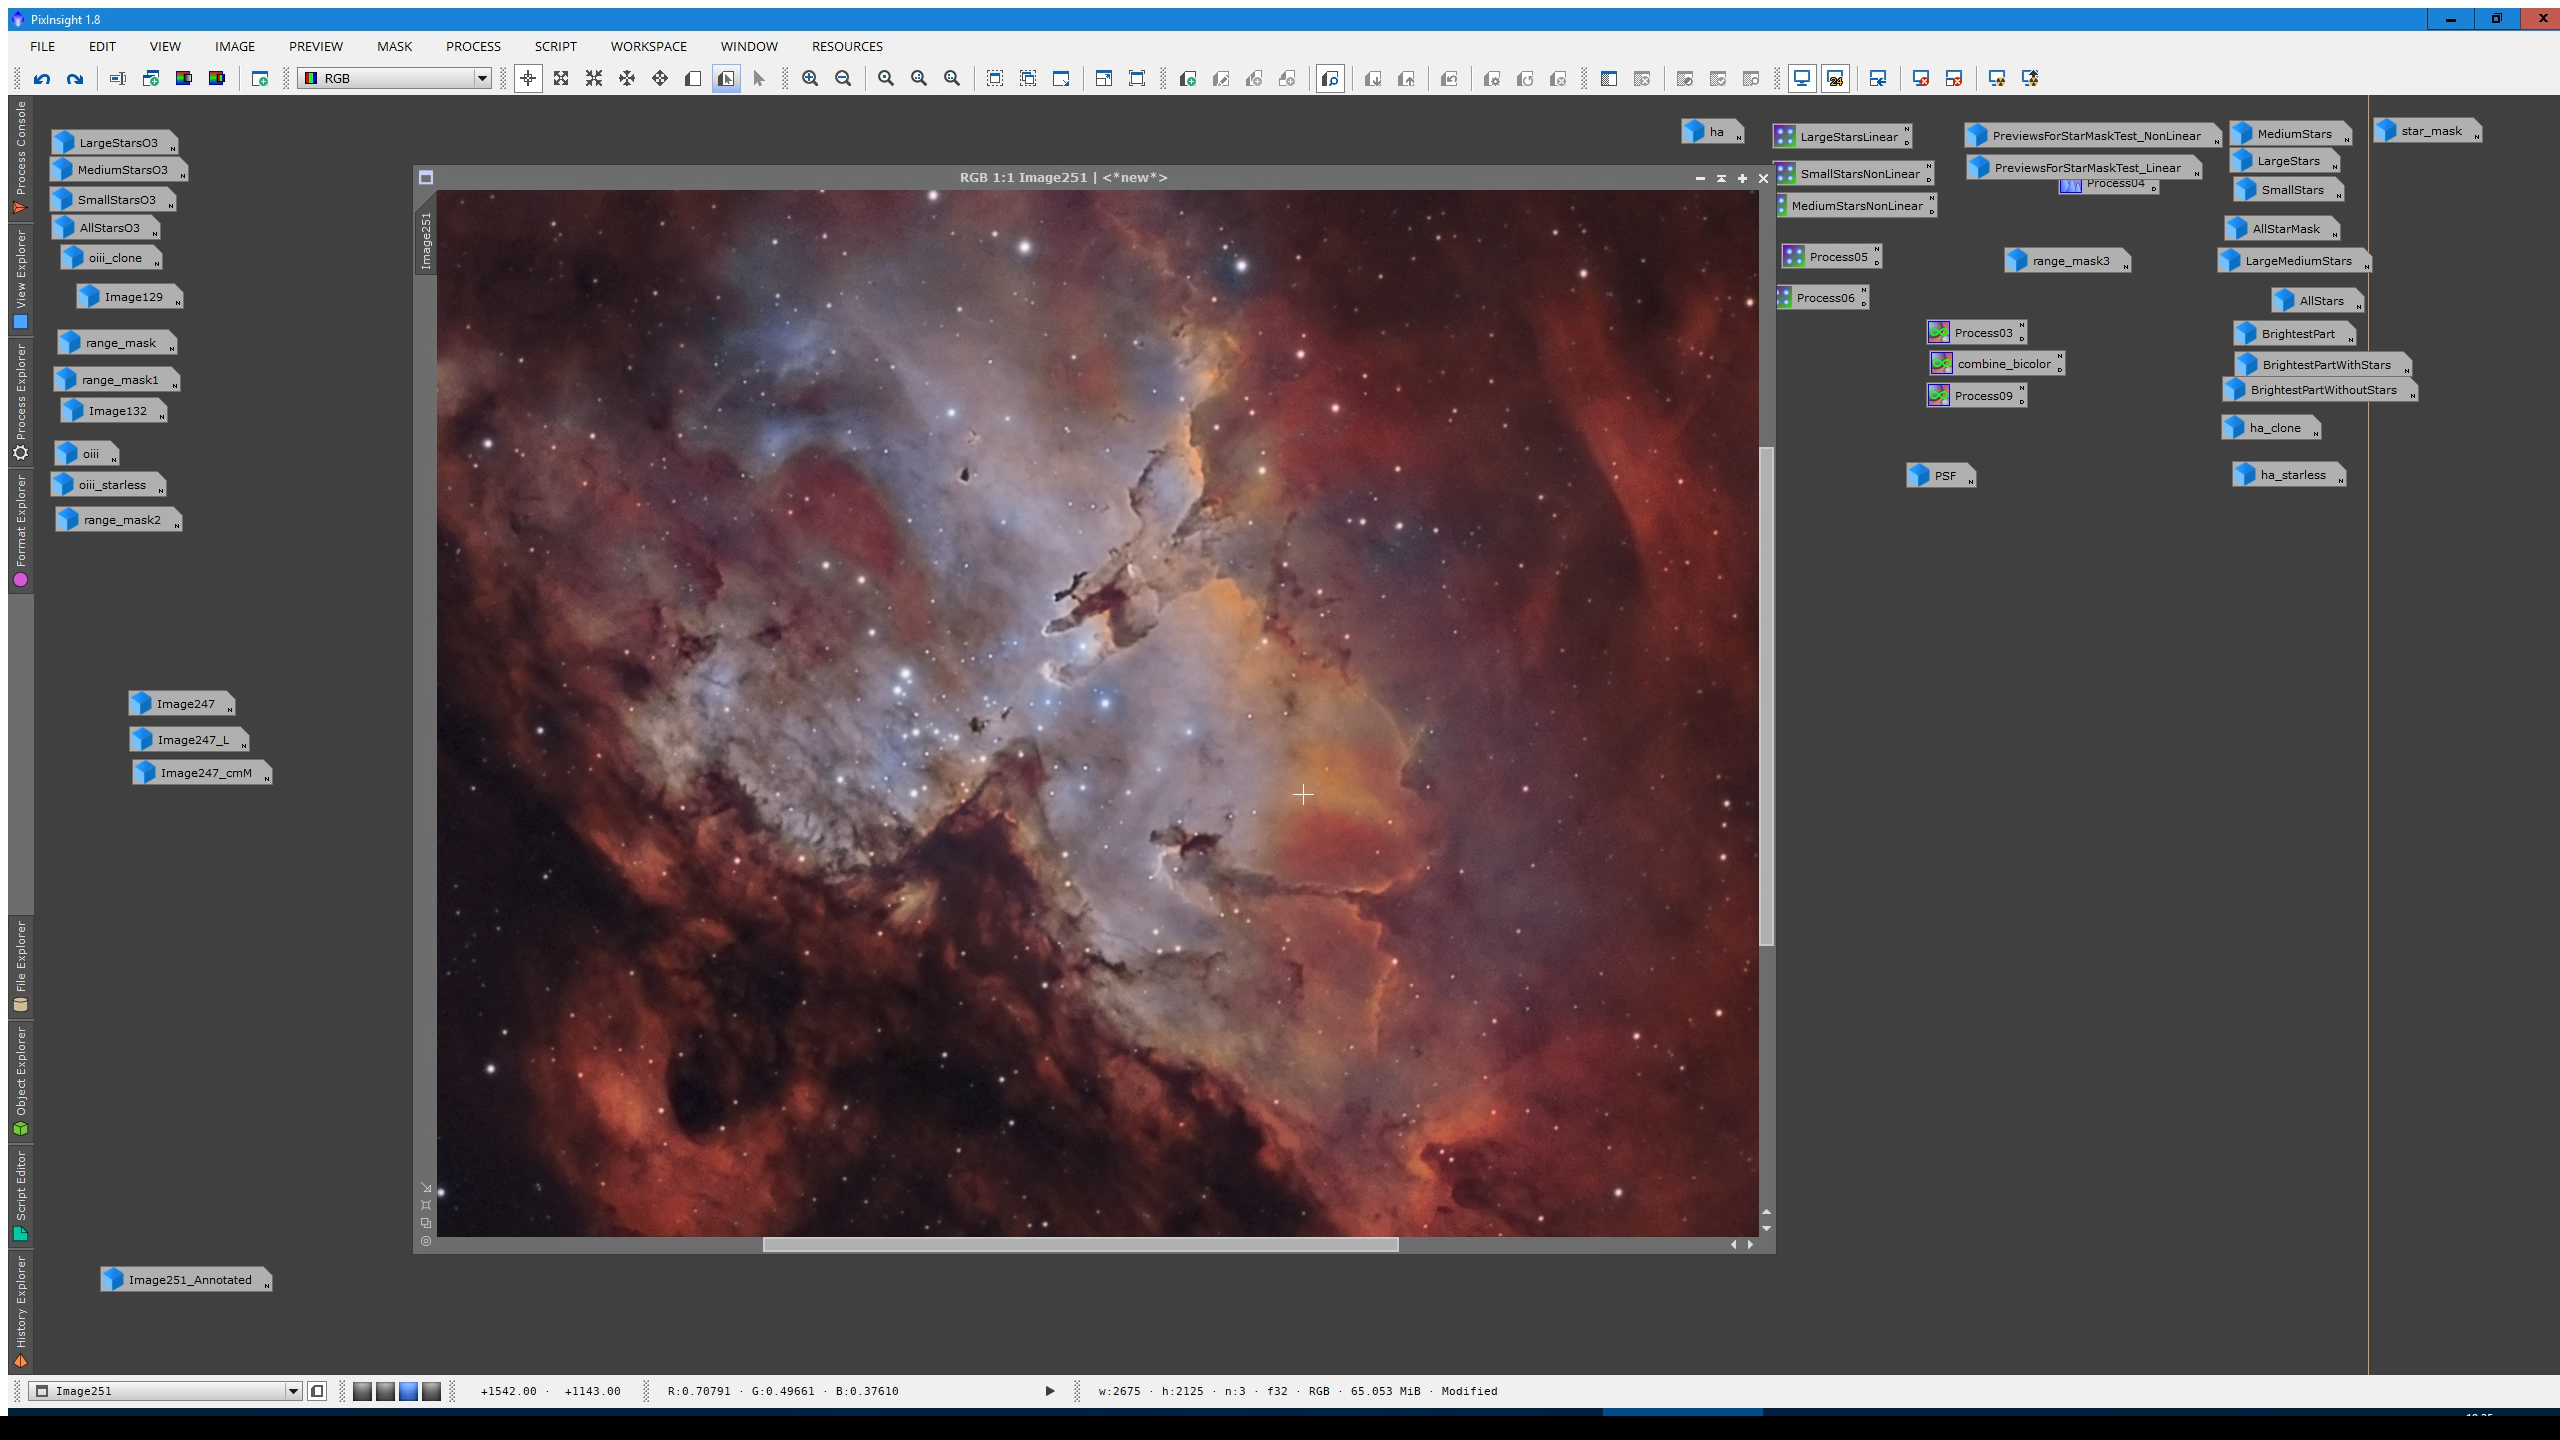 PixInsight 1.8
FILE EDIT VIEW IMAGE PREVIEW MASK PROCESS SCRIPT WORKSPACE WINDOW RESOURCES
RGB
24
Process Console
View Explorer
Process Explorer
Format Explorer
File Explorer
Object Explorer
Script Editor
History Explorer
LargeStarsO3
MediumStarsO3
SmallStarsO3
AllStarsO3
oiii_clone
Image129
range_mask
range_mask1
Image132
oiii
oiii_starless
range_mask2
Image247
Image247_L
Image247_cmM
Image251_Annotated
RGB 1:1 Image251 | <*new*>
Image251
ha
LargeStarsLinear
SmallStarsNonLinear
MediumStarsNonLinear
Process05
Process06
PreviewsForStarMaskTest_NonLinear
PreviewsForStarMaskTest_Linear
Process04
range_mask3
Process03
combine_bicolor
Process09
PSF
MediumStars
LargeStars
SmallStars
AllStarMask
LargeMediumStars
AllStars
BrightestPart
BrightestPartWithStars
BrightestPartWithoutStars
ha_clone
ha_starless
star_mask
Image251
+1542.00 · +1143.00
R:0.70791 · G:0.49661 · B:0.37610
w:2675 · h:2125 · n:3 · f32 · RGB · 65.053 MiB · Modified